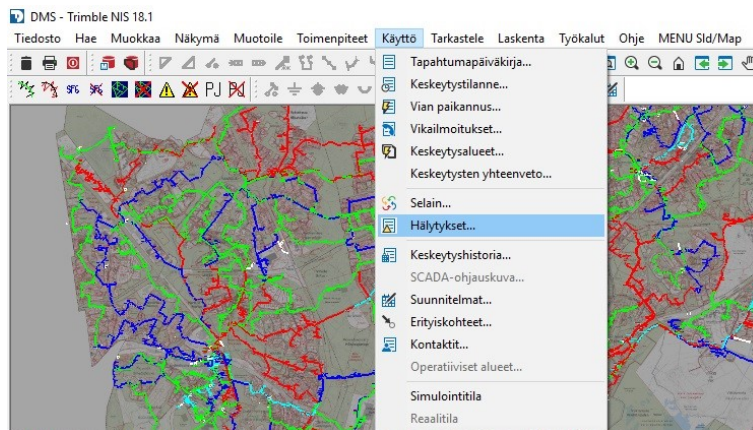 DMS - Trimble NIS 18.1
Tiedosto Hae Muokkaa Näkymä Muotoile Toimenpiteet Käyttö Tarkastele Laskenta Työkalut Ohje MENU Sld/Map
Tapahtumapäiväkirja...
SF6 PJ
Keskeytystilanne...
Vian paikannus...
Vikailmoitukset...
Keskeytysalueet...
Keskeytysten yhteenveto...
Selain...
Hälytykset...
Keskeytyshistoria...
SCADA-ohjauskuva...
Suunnitelmat...
Erityiskohteet...
Kontaktit...
Operatiiviset alueet...
Simulointitila
Reaalitila